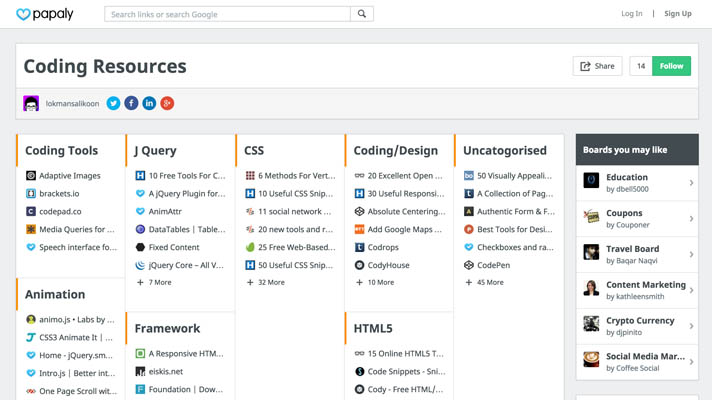 papaly
Search links or search Google
Log In | Sign Up
Coding Resources
Share
14
Follow
lokmansalikoon
Coding Tools
Adaptive Images
brackets.io
codepad.co
Media Queries for ...
Speech interface fo...
Animation
animo.js • Labs by ...
CSS3 Animate It | ...
Home - jQuery.sm...
Intro.js | Better int...
One Page Scroll wit...
J Query
10 Free Tools For C...
A jQuery Plugin for...
AnimAttr
DataTables | Table...
Fixed Content
jQuery Core – All V...
+ 7 More
Framework
A Responsive HTM...
eiskis.net
Foundation | Dow...
CSS
6 Methods For Vert...
10 Useful CSS Snip...
11 social network ...
20 new tools and r...
25 Free Web-Based...
50 Useful CSS Snip...
+ 32 More
Coding/Design
20 Excellent Open ...
30 Useful Responsi...
Absolute Centering...
Add Google Maps ...
Codrops
CodyHouse
+ 10 More
HTML5
15 Online HTML5 T...
Code Snippets - Sni...
Cody - Free HTML/...
Uncatogorised
50 Visually Appeali...
A Collection of Pag...
Authentic Form & F...
Best Tools for Desi...
Checkboxes and ra...
CodePen
+ 45 More
Boards you may like
Education
by dbell5000
Coupons
by Couponer
Travel Board
by Baqar Naqvi
Content Marketing
by kathleensmith
Crypto Currency
by djpinito
Social Media Mar...
by Coffee Social